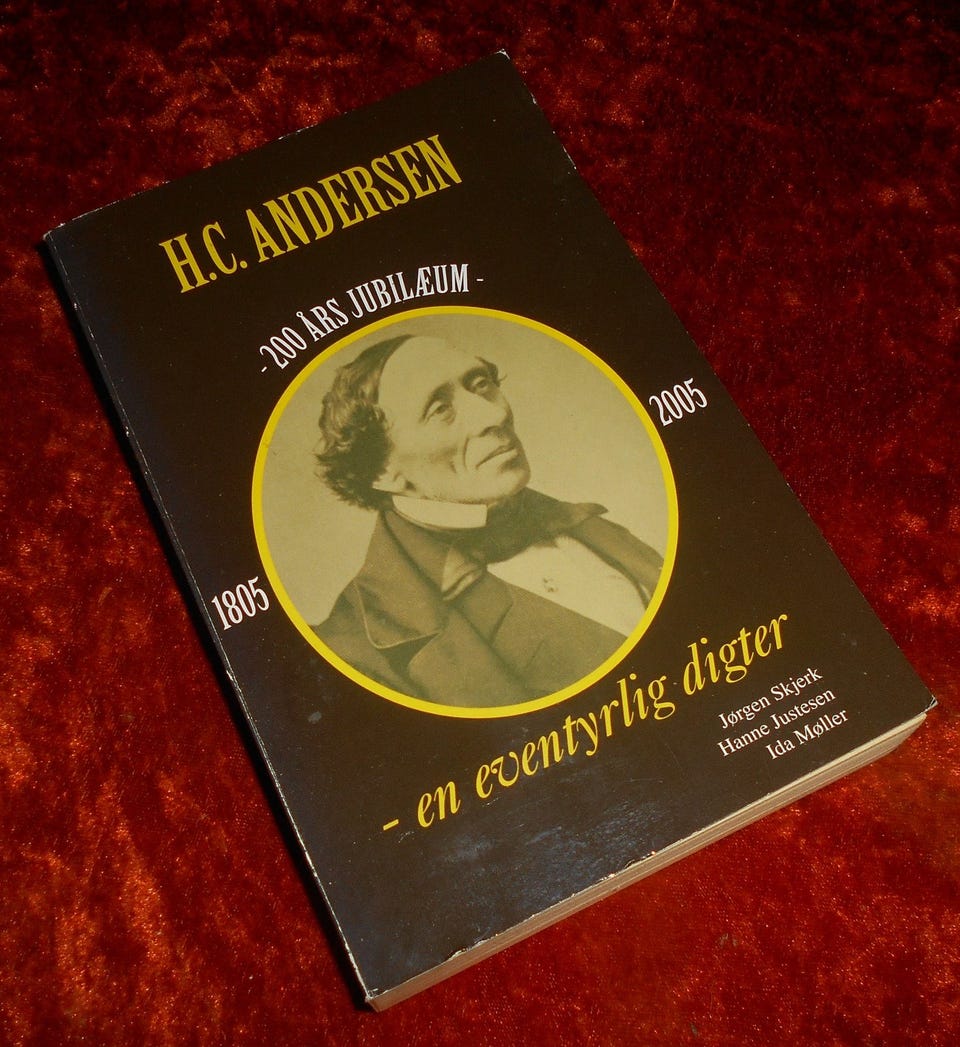 H.C. ANDERSEN
- 200 ÅRS JUBILÆUM -
1805
2005
- en eventyrlig digter
Jørgen Skjerk
Hanne Justesen
Ida Møller